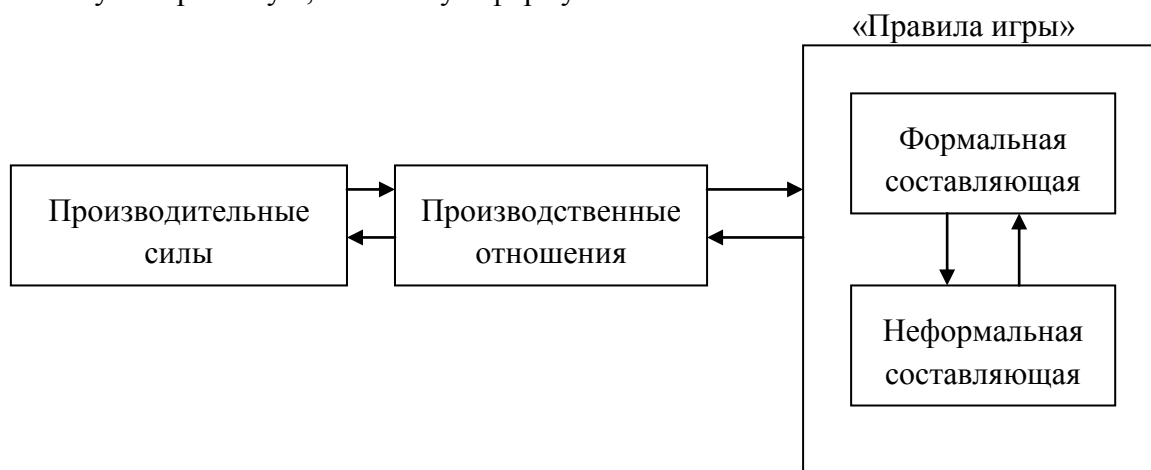 «Правила игры»
Формальная
составляющая
Производительные
силы
Производственные
отношения
Неформальная
составляющая